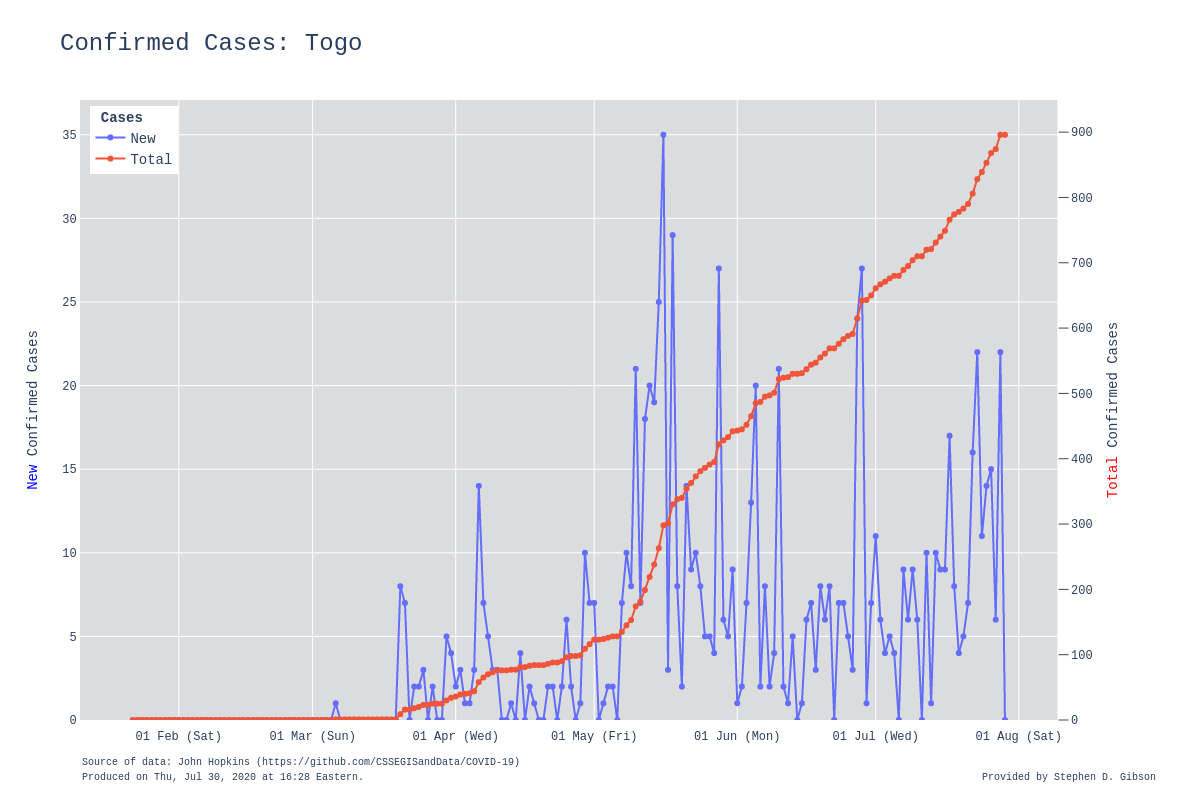 Confirmed Cases: Togo
Cases
New
Total
35
30
25
20
15
10
5
0
900
800
700
600
500
400
300
200
100
0
New Confirmed Cases
Total Confirmed Cases
01 Feb (Sat)
01 Mar (Sun)
01 Apr (Wed)
01 May (Fri)
01 Jun (Mon)
01 Jul (Wed)
01 Aug (Sat)
Source of data: John Hopkins (https://github.com/CSSEGISandData/COVID-19)
Produced on Thu, Jul 30, 2020 at 16:28 Eastern.
Provided by Stephen D. Gibson